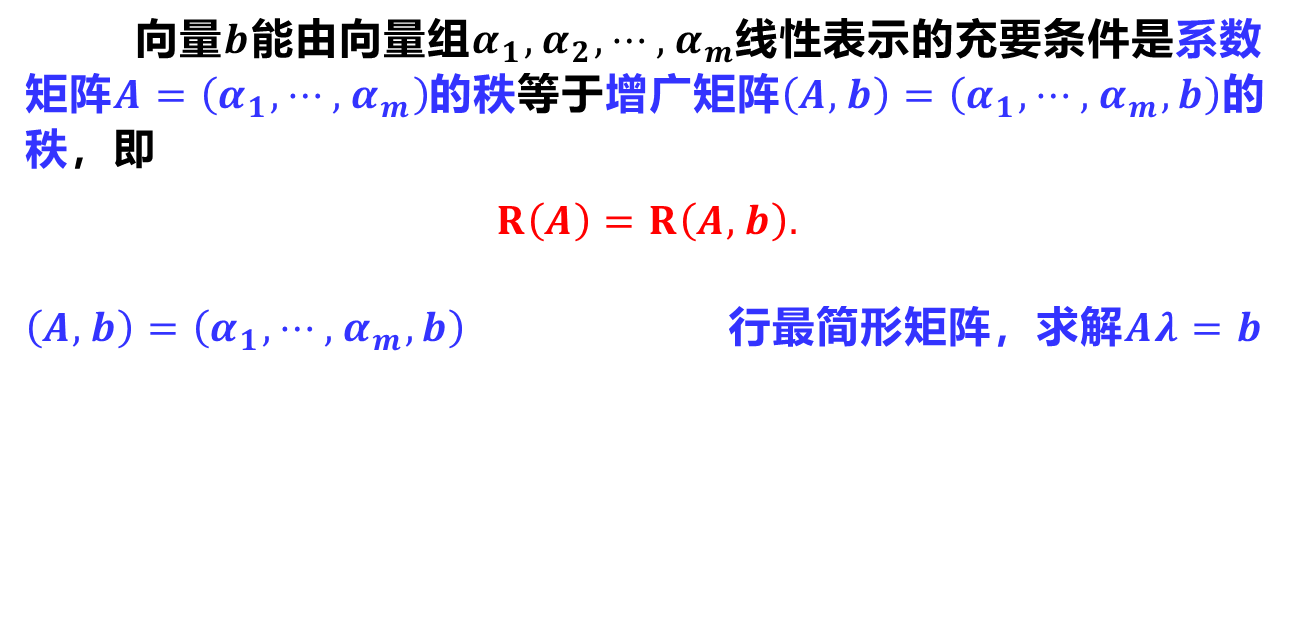 向量b能由向量组α₁,α₂,⋯,αₘ线性表示的充要条件是系数
矩阵A = (α₁,⋯,αₘ)的秩等于增广矩阵(A,b) = (α₁,⋯,αₘ,b)的
秩，即
R(A) = R(A,b).
(A,b) = (α₁,⋯,αₘ,b) 行最简形矩阵，求解Aλ = b